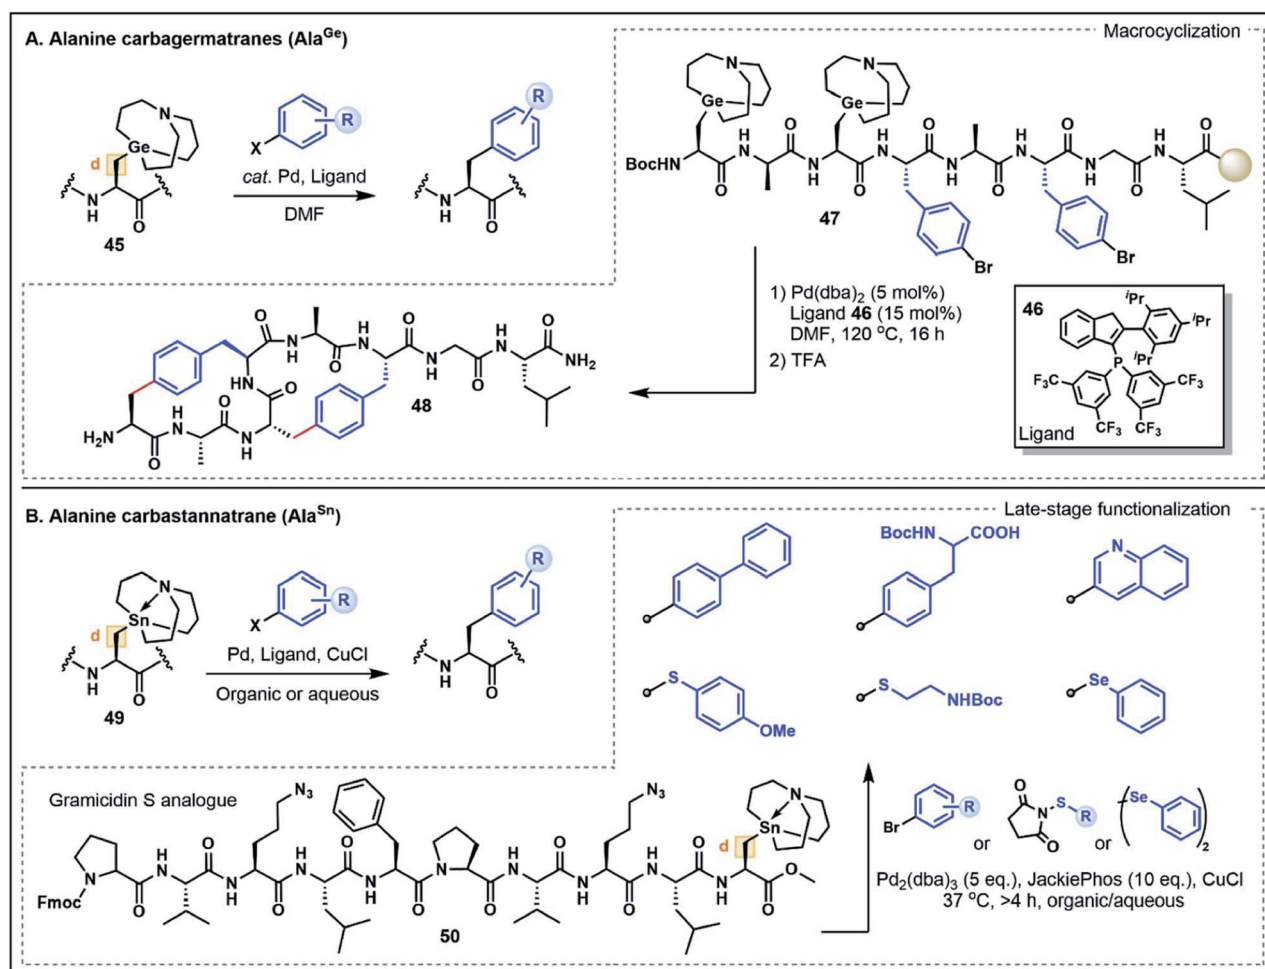 A. Alanine carbagermatranes (Ala^Ge)
Ge
N
d
N
H
O
45
X
R
cat. Pd, Ligand
DMF
R
N
H
O
Macrocyclization
N
Ge
N
Ge
BocHN
O
H
N
O
N
H
O
H
N
O
N
H
O
H
N
O
N
H
O
H
N
O
Br
Br
47
1) Pd(dba)2 (5 mol%)
Ligand 46 (15 mol%)
DMF, 120 °C, 16 h
2) TFA
46
iPr
iPr
iPr
P
F3C
CF3
CF3
CF3
Ligand
O
H
N
O
H
N
O
N
H
O
H
N
O
NH2
HN
O
H2N
O
H
N
O
N
H
48
B. Alanine carbastannatrane (Ala^Sn)
N
Sn
d
N
H
O
49
X
R
Pd, Ligand, CuCl
Organic or aqueous
R
N
H
O
Late-stage functionalization
BocHN
COOH
N
S
OMe
S
NHBoc
Se
Gramicidin S analogue
N3
N3
N
Sn
d
N
Fmoc
O
H
N
O
N
H
O
H
N
O
N
H
O
N
O
H
N
O
N
H
O
H
N
O
N
H
O
O
50
Br
R
or
O
N
S
R
O
or
( Se )2
Pd2(dba)3 (5 eq.), JackiePhos (10 eq.), CuCl
37 °C, >4 h, organic/aqueous